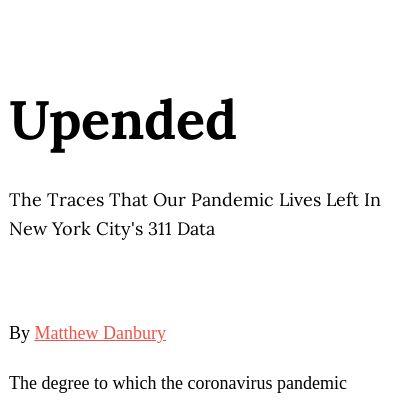 Upended
The Traces That Our Pandemic Lives Left In
New York City's 311 Data
By Matthew Danbury
The degree to which the coronavirus pandemic